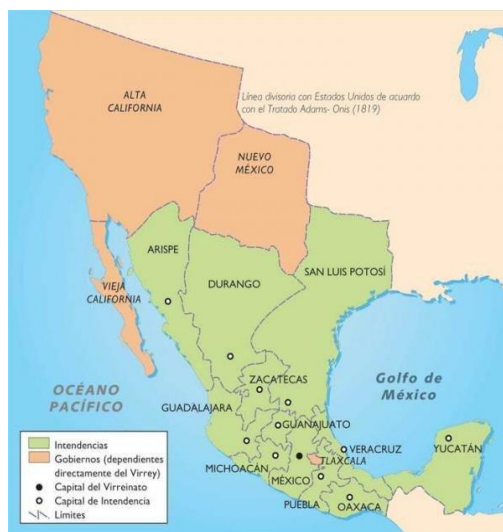 ALTA
CALIFORNIA
Línea divisoria con Estados Unidos de acuerdo
con el Tratado Adams- Onis (1819)
NUEVO
MÉXICO
ARISPE
SAN LUIS POTOSÍ
DURANGO
VIEJA
CALIFORNIA
ZACATECAS
OCÉANO
PACÍFICO
Golfo de
México
GUADALAJARA
GUANAJUATO
VERACRUZ
YUCATÁN
TLAXCALA
MICHOACÁN
MÉXICO
PUEBLA
OAXACA
Intendencias
Gobiernos (dependientes
directamente del Virrey)
Capital del Virreinato
Capital de Intendencia
Límites